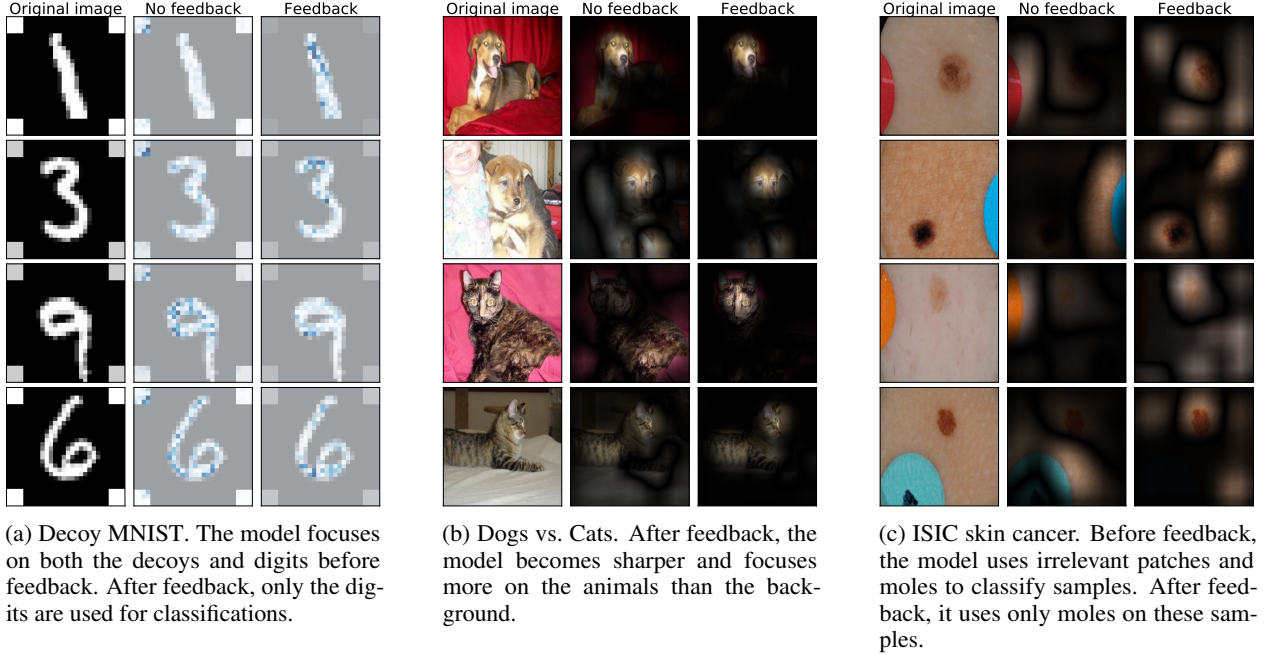 Original image No feedback Feedback
Original image No feedback Feedback
Original image No feedback Feedback
(a) Decoy MNIST. The model focuses
on both the decoys and digits before
feedback. After feedback, only the dig-
its are used for classifications.
(b) Dogs vs. Cats. After feedback, the
model becomes sharper and focuses
more on the animals than the back-
ground.
(c) ISIC skin cancer. Before feedback,
the model uses irrelevant patches and
moles to classify samples. After feed-
back, it uses only moles on these sam-
ples.